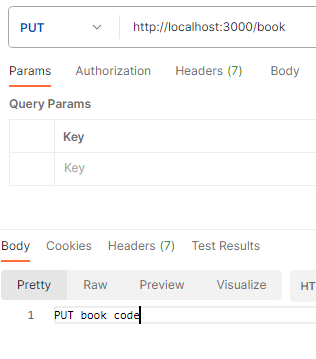 PUT http://localhost:3000/book
Params Authorization Headers (7) Body
Query Params
Key
Key
Body Cookies Headers (7) Test Results
Pretty Raw Preview Visualize HT
1 PUT book code